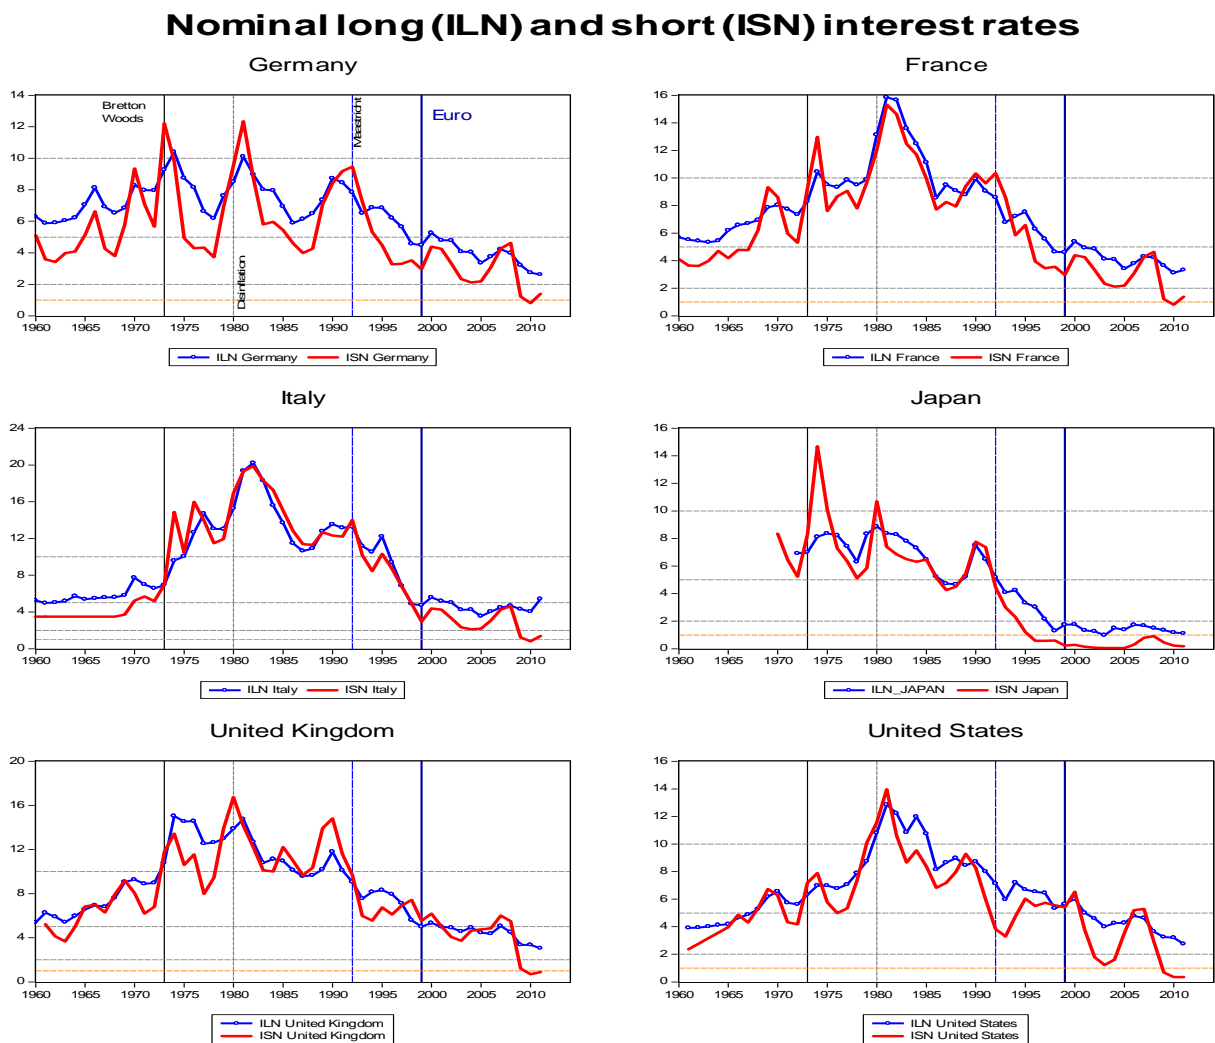 Nominal long (ILN) and short (ISN) interest rates
Germany
14
12
10
8
6
4
2
0
1960 1965 1970 1975 1980 1985 1990 1995 2000 2005 2010
Bretton
Woods
Disinflation
Maastricht
Euro
ILN Germany ISN Germany
France
16
14
12
10
8
6
4
2
0
1960 1965 1970 1975 1980 1985 1990 1995 2000 2005 2010
ILN France ISN France
Italy
24
20
16
12
8
4
0
1960 1965 1970 1975 1980 1985 1990 1995 2000 2005 2010
ILN Italy ISN Italy
Japan
16
14
12
10
8
6
4
2
0
1960 1965 1970 1975 1980 1985 1990 1995 2000 2005 2010
ILN_JAPAN ISN Japan
United Kingdom
20
16
12
8
4
0
1960 1965 1970 1975 1980 1985 1990 1995 2000 2005 2010
ILN United Kingdom
ISN United Kingdom
United States
16
14
12
10
8
6
4
2
0
1960 1965 1970 1975 1980 1985 1990 1995 2000 2005 2010
ILN United States
ISN United States